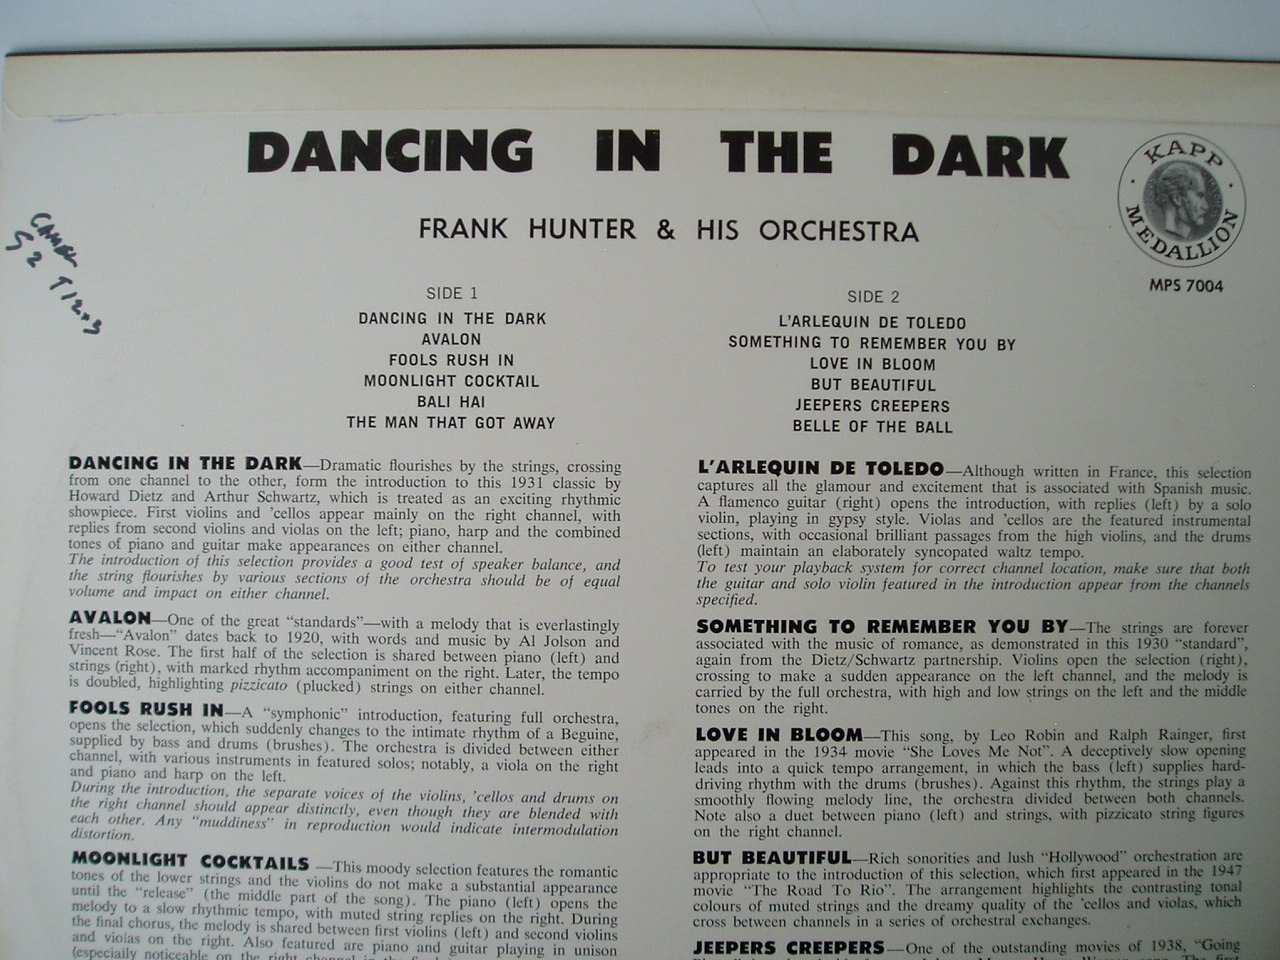 DANCING IN THE DARK
FRANK HUNTER & HIS ORCHESTRA
KAPP
MEDALLION
MPS 7004
SIDE 1
DANCING IN THE DARK
AVALON
FOOLS RUSH IN
MOONLIGHT COCKTAIL
BALI HAI
THE MAN THAT GOT AWAY
SIDE 2
L'ARLEQUIN DE TOLEDO
SOMETHING TO REMEMBER YOU BY
LOVE IN BLOOM
BUT BEAUTIFUL
JEEPERS CREEPERS
BELLE OF THE BALL
DANCING IN THE DARK—Dramatic flourishes by the strings, crossing
from one channel to the other, form the introduction to this 1931 classic by
Howard Dietz and Arthur Schwartz, which is treated as an exciting rhythmic
showpiece. First violins and 'cellos appear mainly on the right channel, with
replies from second violins and violas on the left; piano, harp and the combined
tones of piano and guitar make appearances on either channel.
The introduction of this selection provides a good test of speaker balance, and
the string flourishes by various sections of the orchestra should be of equal
volume and impact on either channel.
AVALON—One of the great “standards”—with a melody that is everlastingly
fresh—“Avalon” dates back to 1920, with words and music by Al Jolson and
Vincent Rose. The first half of the selection is shared between piano (left) and
strings (right), with marked rhythm accompaniment on the right. Later, the tempo
is doubled, highlighting pizzicato (plucked) strings on either channel.
FOOLS RUSH IN—A “symphonic” introduction, featuring full orchestra,
opens the selection, which suddenly changes to the intimate rhythm of a Beguine,
supplied by bass and drums (brushes). The orchestra is divided between either
channel, with various instruments in featured solos; notably, a viola on the right
and piano and harp on the left.
During the introduction, the separate voices of the violins, 'cellos and drums on
the right channel should appear distinctly, even though they are blended with
each other. Any “muddiness” in reproduction would indicate intermodulation
distortion.
MOONLIGHT COCKTAILS—This moody selection features the romantic
tones of the lower strings and the violins do not make a substantial appearance
until the “release” (the middle part of the song). The piano (left) opens the
melody to a slow rhythmic tempo, with muted string replies on the right. During
the final chorus, the melody is shared between first violins (left) and second violins
and violas on the right. Also featured are piano and guitar playing in unison
(especially noticeable on the right channel in the
L'ARLEQUIN DE TOLEDO—Although written in France, this selection
captures all the glamour and excitement that is associated with Spanish music.
A flamenco guitar (right) opens the introduction, with replies (left) by a solo
violin, playing in gypsy style. Violas and 'cellos are the featured instrumental
sections, with occasional brilliant passages from the high violins, and the drums
(left) maintain an elaborately syncopated waltz tempo.
To test your playback system for correct channel location, make sure that both
the guitar and solo violin featured in the introduction appear from the channels
specified.
SOMETHING TO REMEMBER YOU BY—The strings are forever
associated with the music of romance, as demonstrated in this 1930 “standard”,
again from the Dietz/Schwartz partnership. Violins open the selection (right),
crossing to make a sudden appearance on the left channel, and the melody is
carried by the full orchestra, with high and low strings on the left and the middle
tones on the right.
LOVE IN BLOOM—This song, by Leo Robin and Ralph Rainger, first
appeared in the 1934 movie “She Loves Me Not”. A deceptively slow opening
leads into a quick tempo arrangement, in which the bass (left) supplies hard-
driving rhythm with the drums (brushes). Against this rhythm, the strings play a
smoothly flowing melody line, the orchestra divided between both channels.
Note also a duet between piano (left) and strings, with pizzicato string figures
on the right channel.
BUT BEAUTIFUL—Rich sonorities and lush “Hollywood” orchestration are
appropriate to the introduction of this selection, which first appeared in the 1947
movie “The Road To Rio”. The arrangement highlights the contrasting tonal
colours of muted strings and the dreamy quality of the 'cellos and violas, which
cross between channels in a series of orchestral exchanges.
JEEPERS CREEPERS—One of the outstanding movies of 1938, “Going